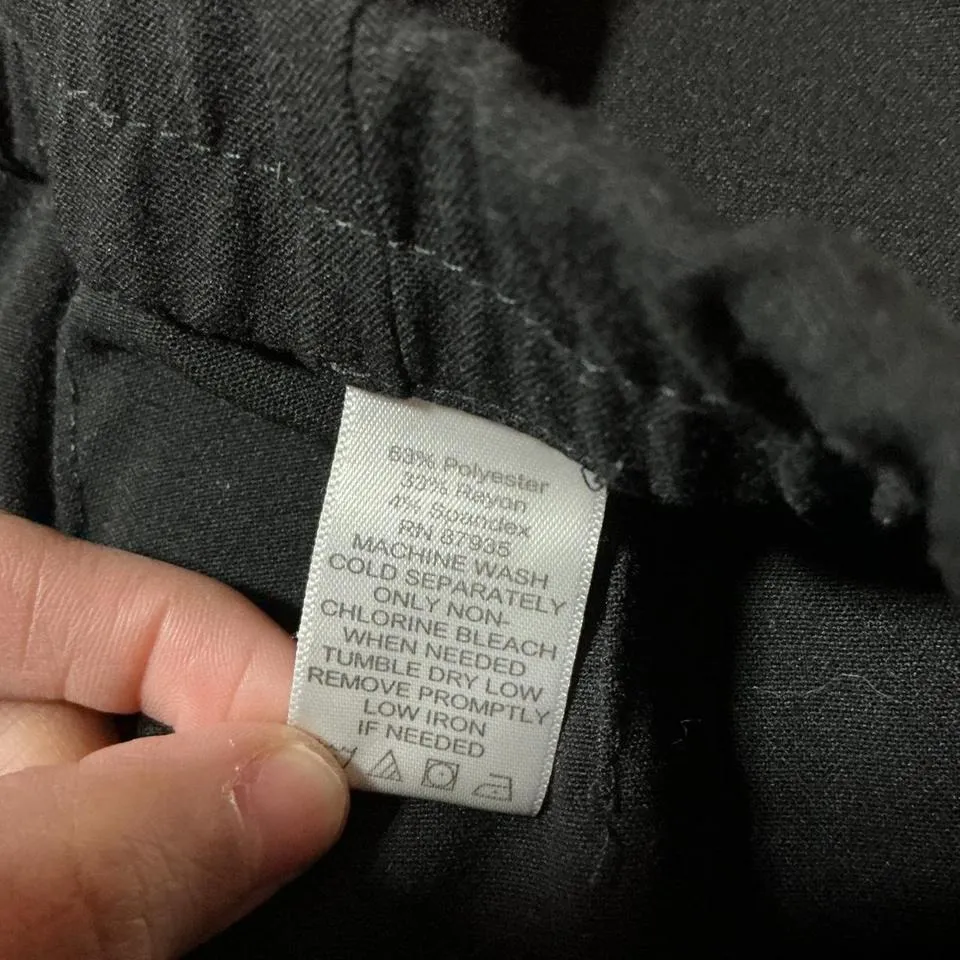 63% Polyester
33% Rayon
4% Spandex
RN 87935
MACHINE WASH
COLD SEPARATELY
ONLY NON-
CHLORINE BLEACH
WHEN NEEDED
TUMBLE DRY LOW
REMOVE PROMPTLY
LOW IRON
IF NEEDED